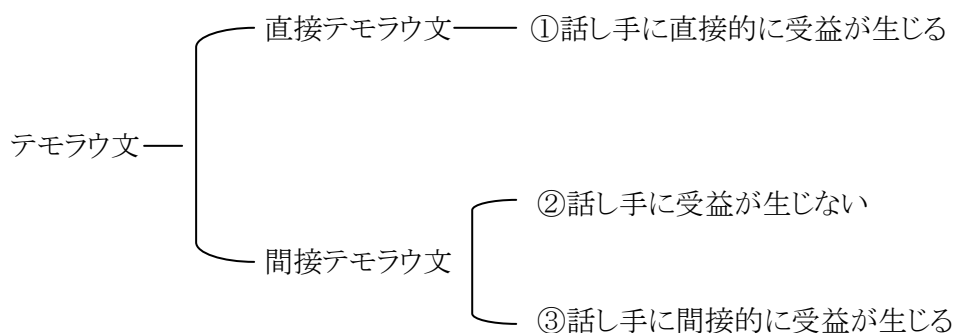 直接テモラウ文
①話し手に直接的に受益が生じる
テモラウ文
②話し手に受益が生じない
間接テモラウ文
③話し手に間接的に受益が生じる